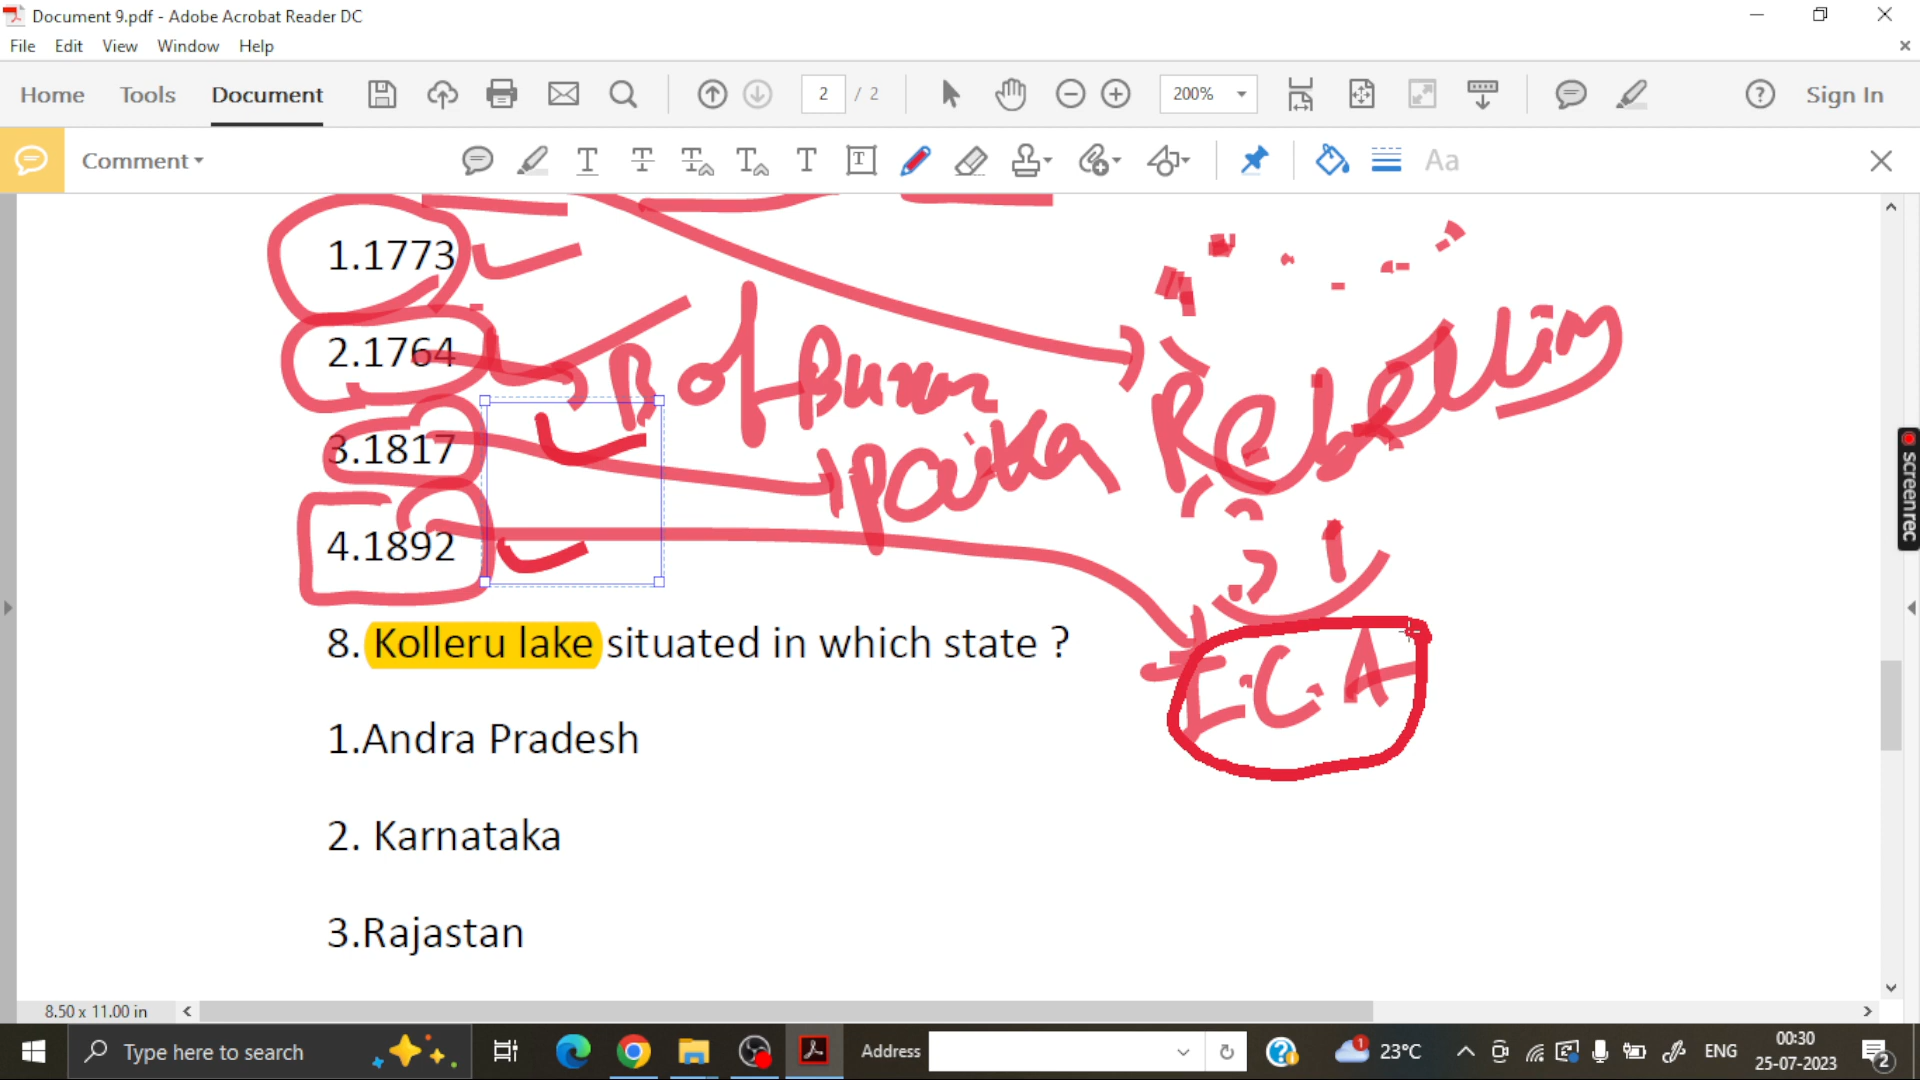 Document 9.pdf - Adobe Acrobat Reader DC
File Edit View Window Help
Home Tools Document 2 / 2 200% Sign In
Comment Aa
1.1773
2.1764
B of Buxar
3.1817
Paika Rebellion
4.1892
I.C.A
8. Kolleru lake situated in which state ?
1.Andra Pradesh
2. Karnataka
3.Rajastan
screenrec
8.50 x 11.00 in
Type here to search Address 1 23°C ENG 00:30
25-07-2023 2